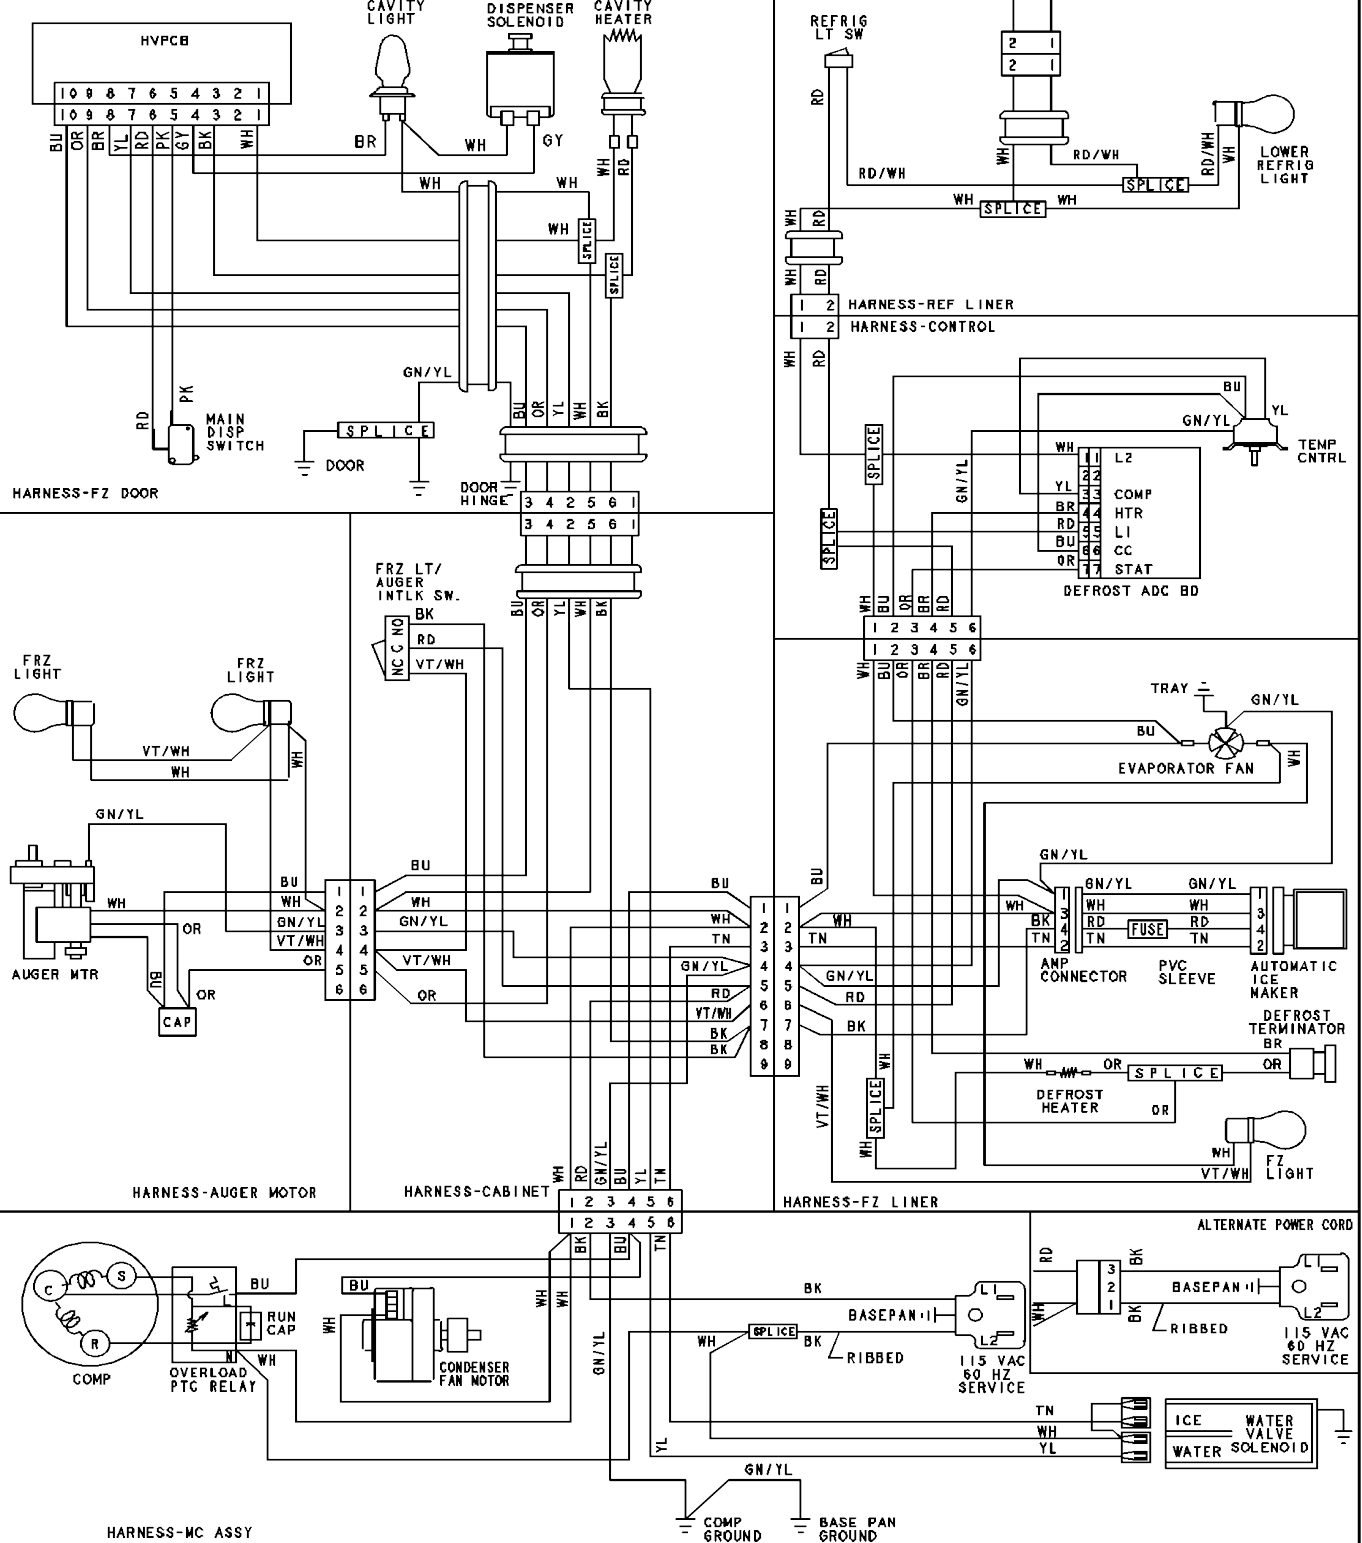 CAVITY
LIGHT
DISPENSER
SOLENOID
CAVITY
HEATER
HVPCB
10 9 8 7 6 5 4 3 2 1
10 9 8 7 6 5 4 3 2 1
BU OR BR YL RD PK GY BK WH
BR
WH
GY
WH
RD
WH
WH
WH
SPLICE
SPLICE
GN/YL
RD
PK
MAIN
DISP
SWITCH
SPLICE
DOOR
BU OR YL WH BK
DOOR
HINGE
3 4 2 5 6 1
3 4 2 5 6 1
HARNESS-FZ DOOR
REFRIG
LT SW
2 1
2 1
RD
WH
RD/WH
RD/WH
WH
LOWER
REFRIG
LIGHT
RD/WH
SPLICE
WH
SPLICE
WH
WH RD
WH RD
1 2
HARNESS-REF LINER
1 2
HARNESS-CONTROL
WH RD
BU
YL
GN/YL
TEMP
CNTRL
SPLICE
GN/YL
WH 1 1 L2
2 2
YL 3 3 COMP
BR 4 4 HTR
RD 5 5 L1
BU 6 6 CC
OR 7 7 STAT
DEFROST ADC BD
SPLICE
WH BU OR BR RD
1 2 3 4 5 6
1 2 3 4 5 6
WH BU OR BR RD GN/YL
FRZ LT/
AUGER
INTLK SW.
BK
RD
VT/WH
NC C NO
BU OR YL WH BK
FRZ
LIGHT
FRZ
LIGHT
VT/WH
WH
WH
GN/YL
BU
WH
WH
OR
GN/YL
VT/WH
OR
BU
OR
AUGER MTR
CAP
1 1
2 2
3 3
4 4
5 5
6 6
BU
WH
GN/YL
VT/WH
OR
BU
WH
TN
GN/YL
RD
VT/WH
BK
BK
1 1
2 2
3 3
4 4
5 5
6 6
7 7
8 8
9 9
HARNESS-AUGER MOTOR
HARNESS-CABINET
WH RD GN/YL BU YL TN
TRAY
GN/YL
BU
WH
EVAPORATOR FAN
BU
GN/YL
WH
WH
TN
GN/YL
RD
BK
BK
TN
1
3
4
2
GN/YL
GN/YL
WH
WH
RD
FUSE
RD
TN
TN
1
3
4
2
AMP
CONNECTOR
PVC
SLEEVE
AUTOMATIC
ICE
MAKER
DEFROST
TERMINATOR
BR
WH
OR
SPLICE
OR
DEFROST
HEATER
OR
WH
SPLICE
WH
VT/WH
WH
VT/WH
FZ
LIGHT
HARNESS-FZ LINER
1 2 3 4 5 6
1 2 3 4 5 6
BK BU TN
C
S
R
COMP
BU
L
RUN
CAP
N
WH
OVERLOAD
PTC RELAY
BU
WH
CONDENSER
FAN MOTOR
WH
WH
GN/YL
BK
BASEPAN
L1
L2
SPLICE
WH
BK
RIBBED
115 VAC
60 HZ
SERVICE
ALTERNATE POWER CORD
RD
WH
3
2
1
BK
BK
BASEPAN
RIBBED
L1
L2
115 VAC
60 HZ
SERVICE
TN
WH
YL
YL
ICE
WATER
WATER
VALVE
SOLENOID
GN/YL
COMP
GROUND
BASE PAN
GROUND
HARNESS-MC ASSY